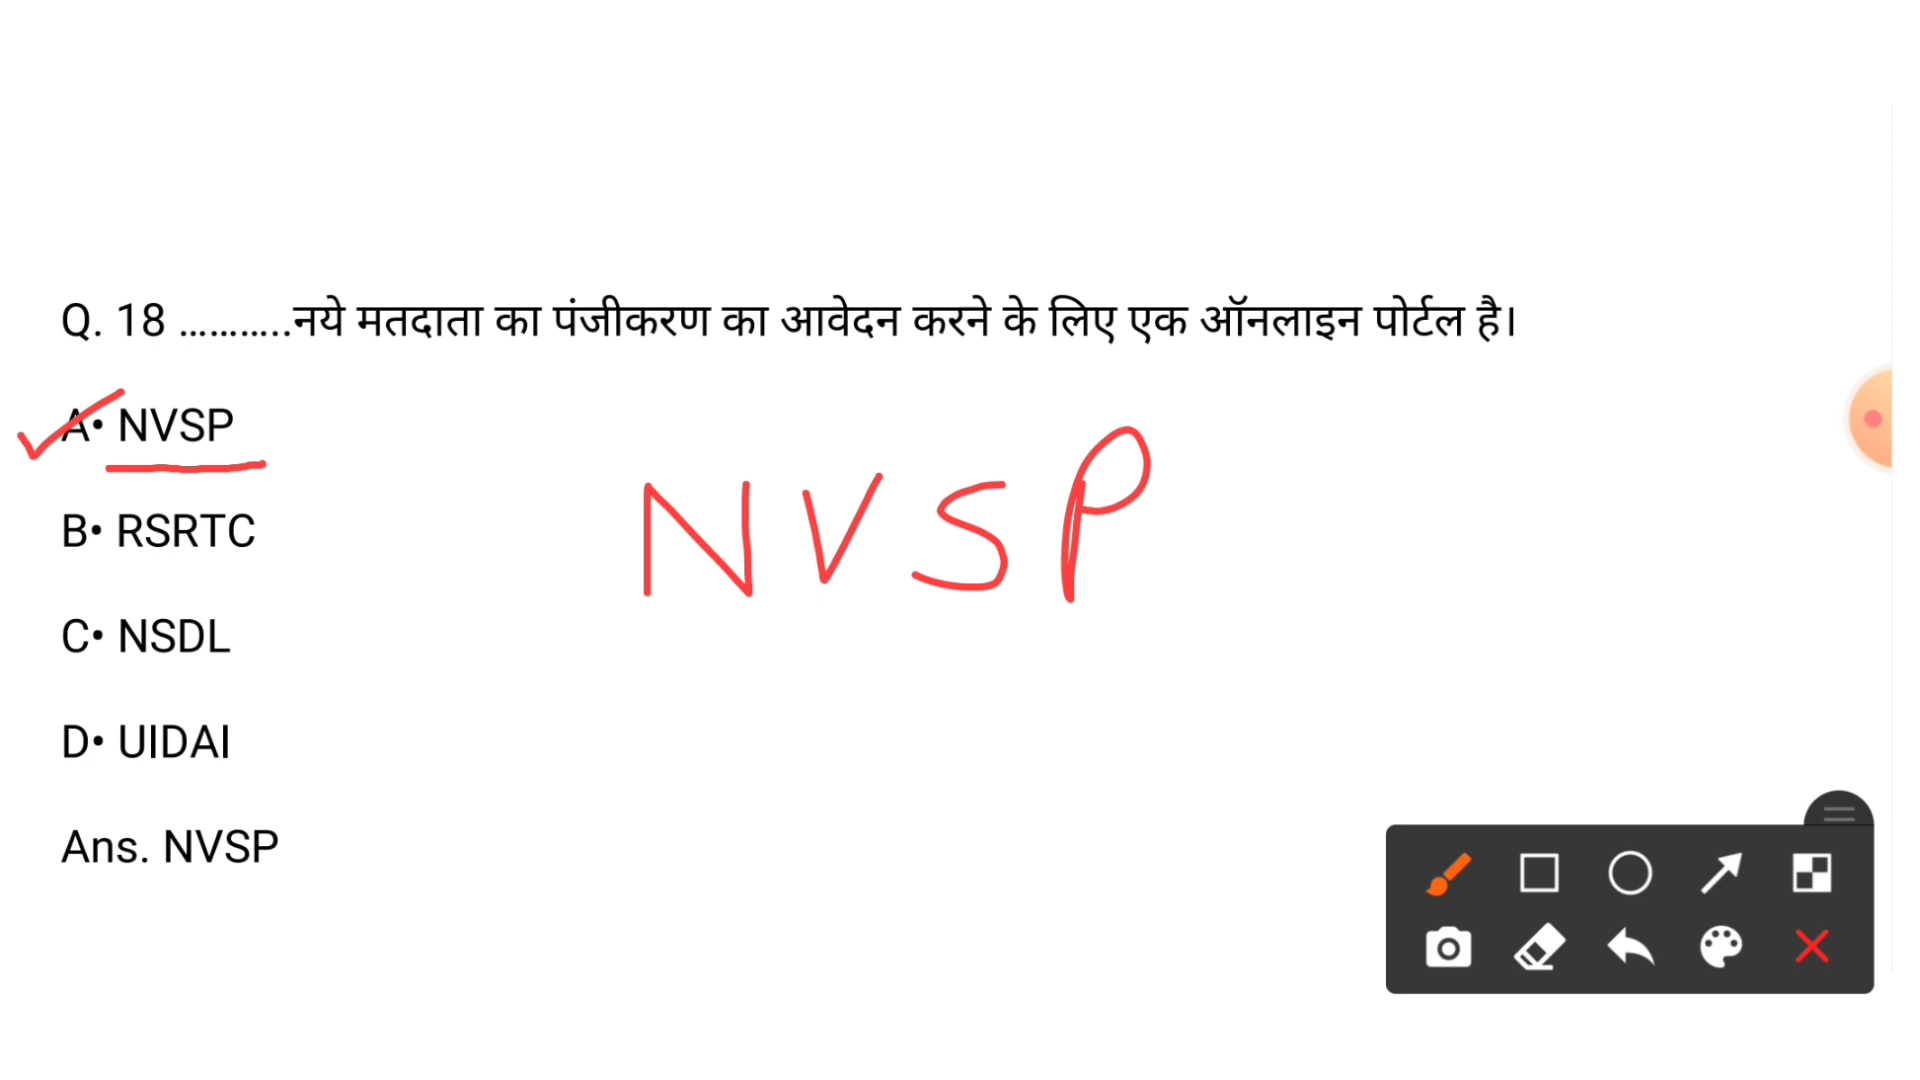 Q. 18 ...........नये मतदाता का पंजीकरण का आवेदन करने के लिए एक ऑनलाइन पोर्टल है।
A• NVSP
NVSP
B• RSRTC
C• NSDL
D• UIDAI
Ans. NVSP